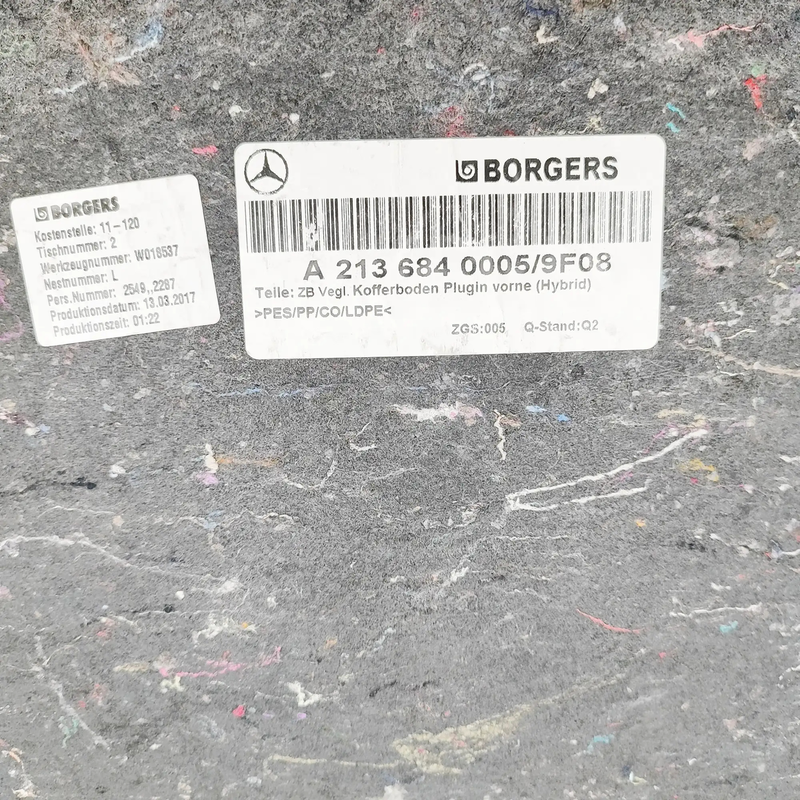 BORGERS
Kostenstelle: 11-120
Tischnummer: 2
Werkzeugnummer: W018537
Nestnummer: L
Pers.Nummer: 2549,,2287
Produktionsdatum: 13.03.2017
Produktionszeit: 01:22
BORGERS
A 213 684 0005/9F08
Teile: ZB Vegl. Kofferboden Plugin vorne (Hybrid)
>PES/PP/CO/LDPE<
ZGS:005 Q-Stand:Q2